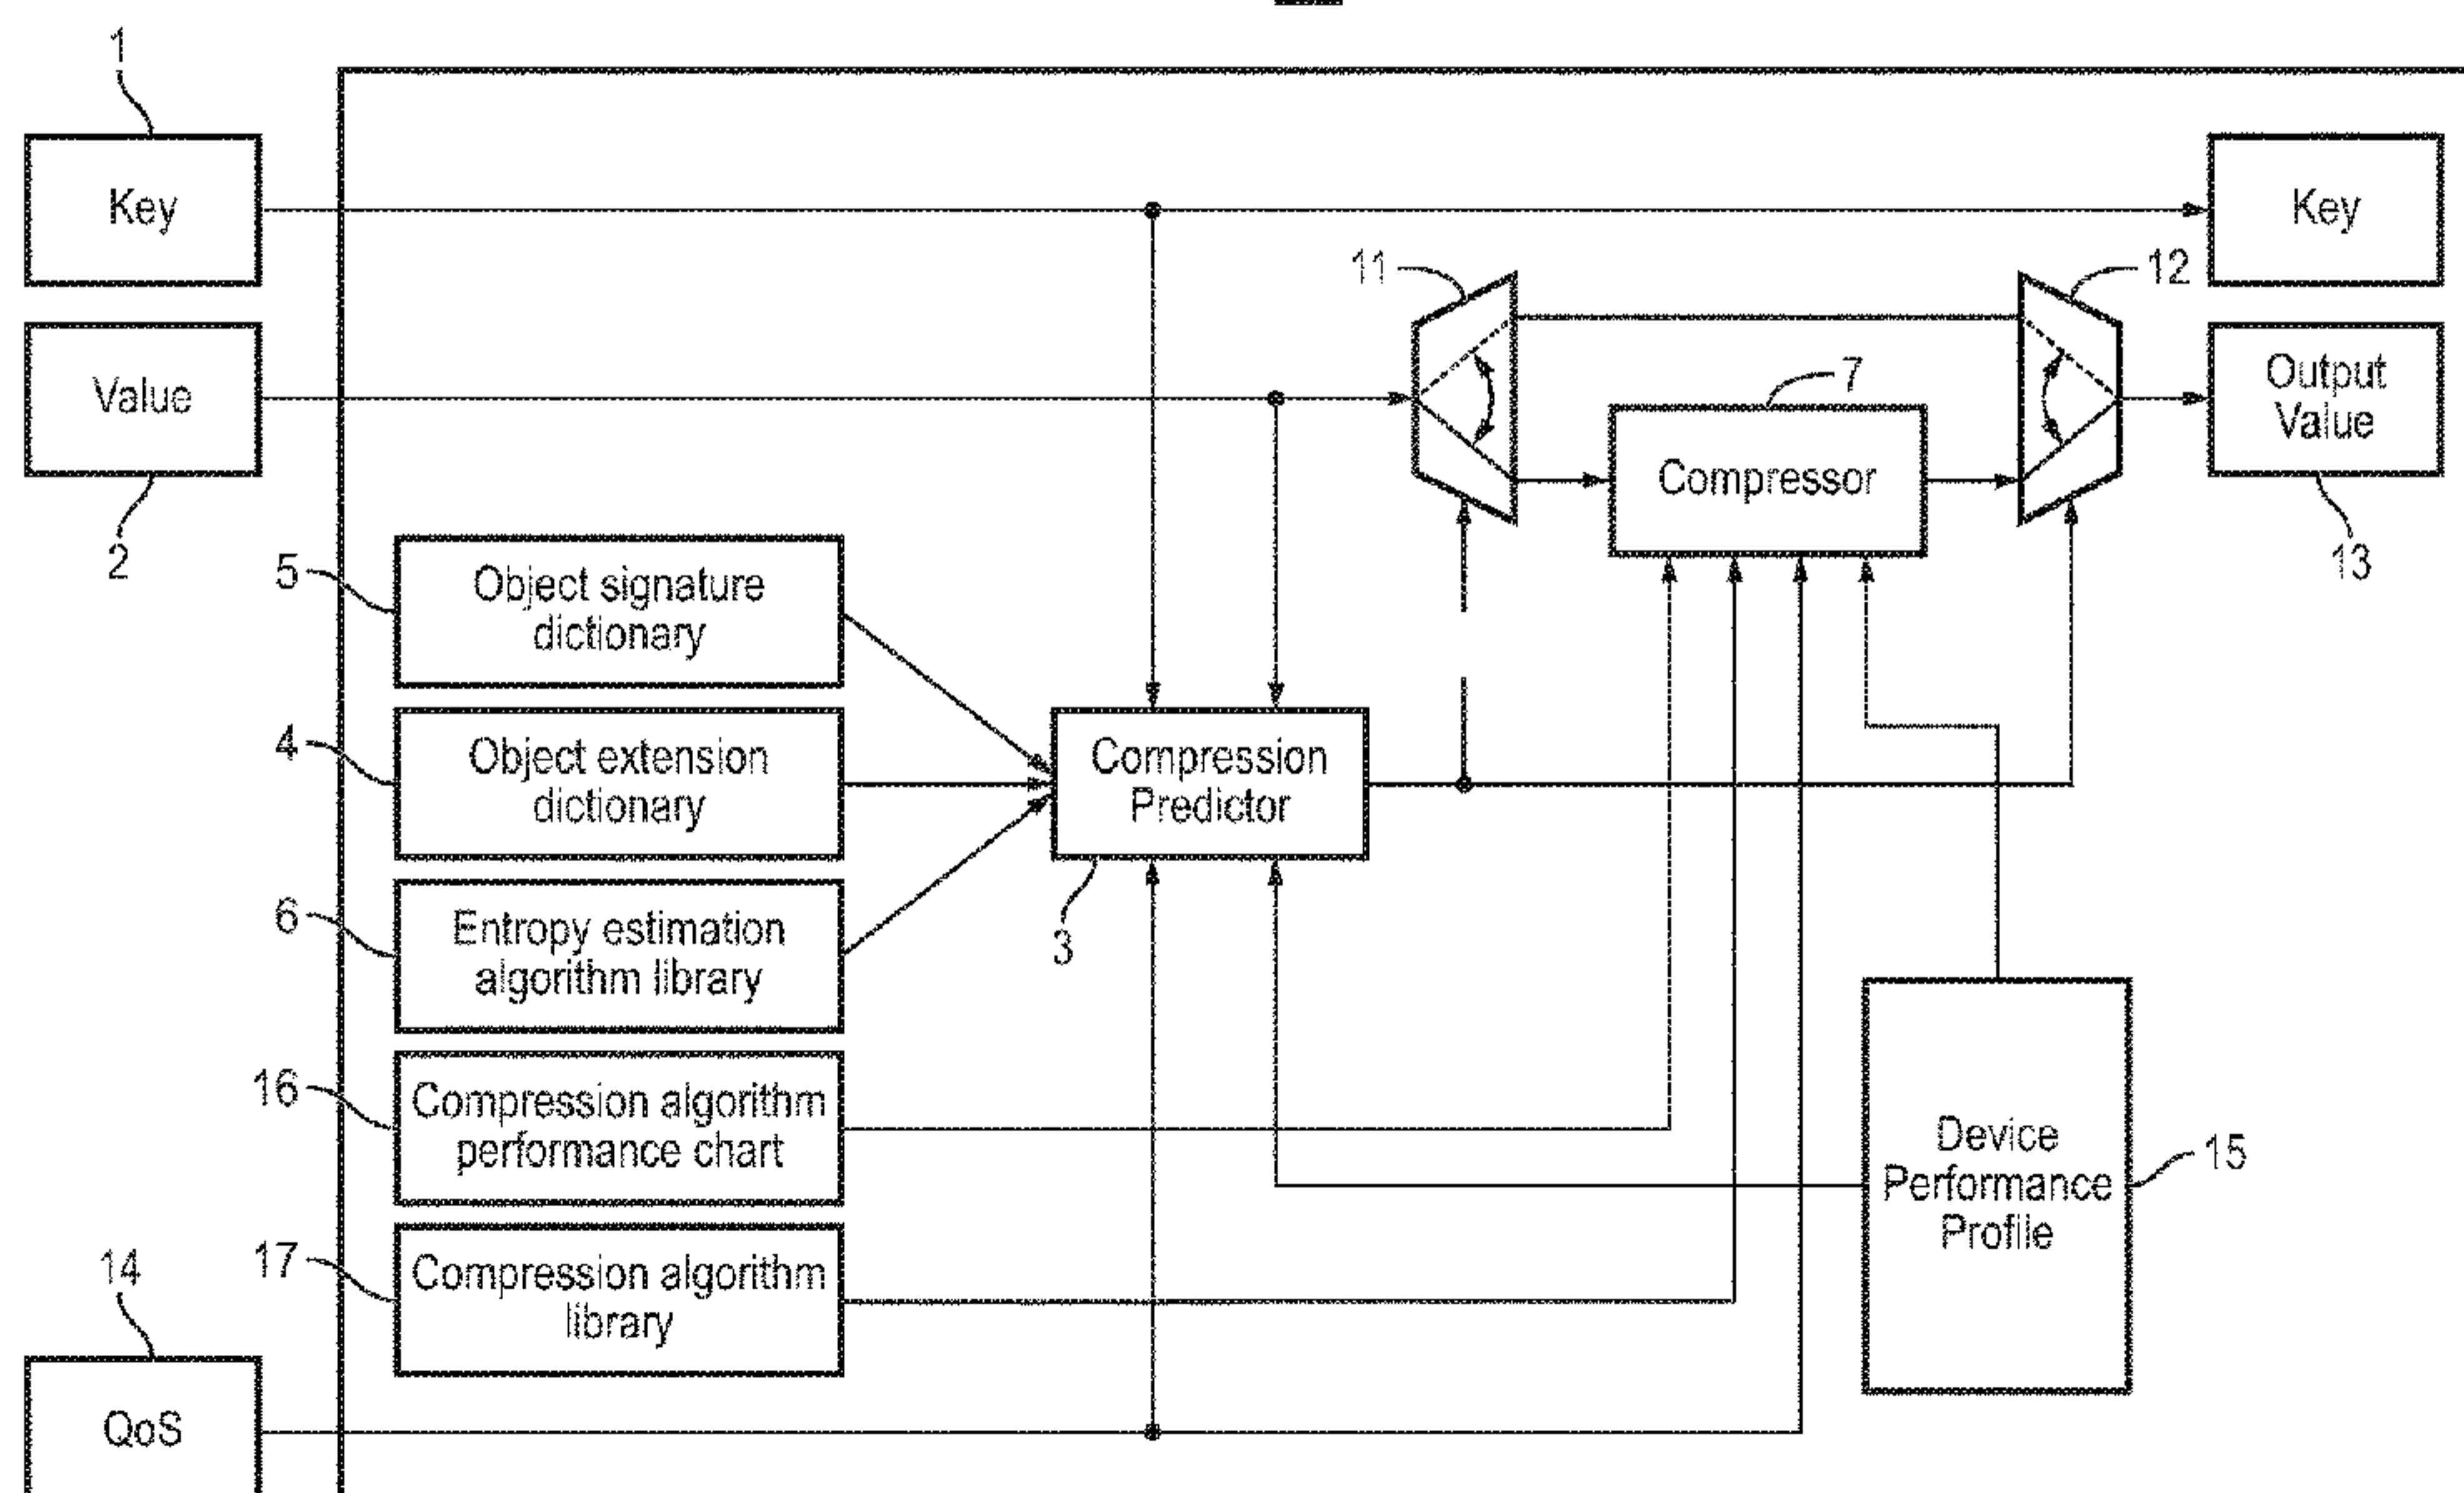 1
Key
Key
11
12
Value
7
Output
Value
Compressor
2
13
5
Object signature
dictionary
4
Object extension
dictionary
Compression
Predictor
6
Entropy estimation
algorithm library
3
16
Compression algorithm
performance chart
Device
Performance
Profile
15
14
17
Compression algorithm
library
QoS